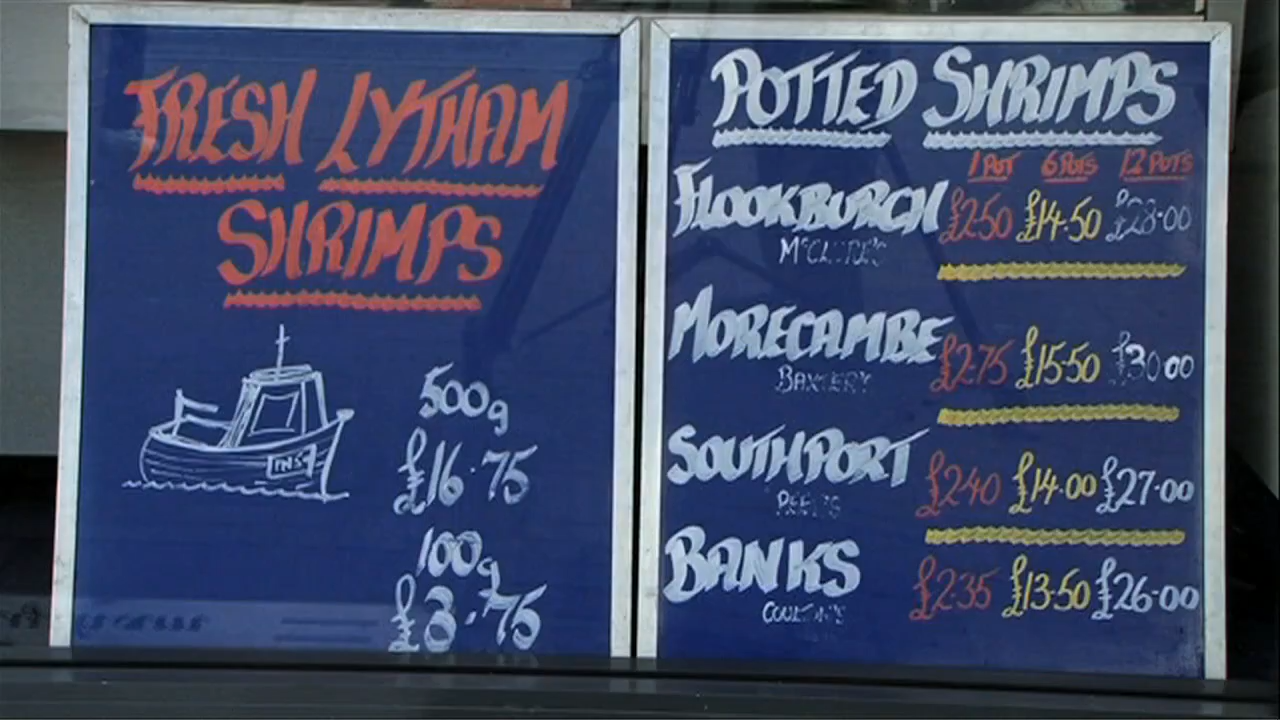 FRESH LYTHAM
SHRIMPS
500g
£16.75
100g
£3.75
POTTED SHRIMPS
1 POT 6 POTS 12 POTS
FLOOKBURGH £2.50 £14.50 £28.00
MORECAMBE £2.75 £15.50 £30.00
BAXTERS
SOUTHPORT £2.40 £14.00 £27.00
BANKS £2.35 £13.50 £26.00